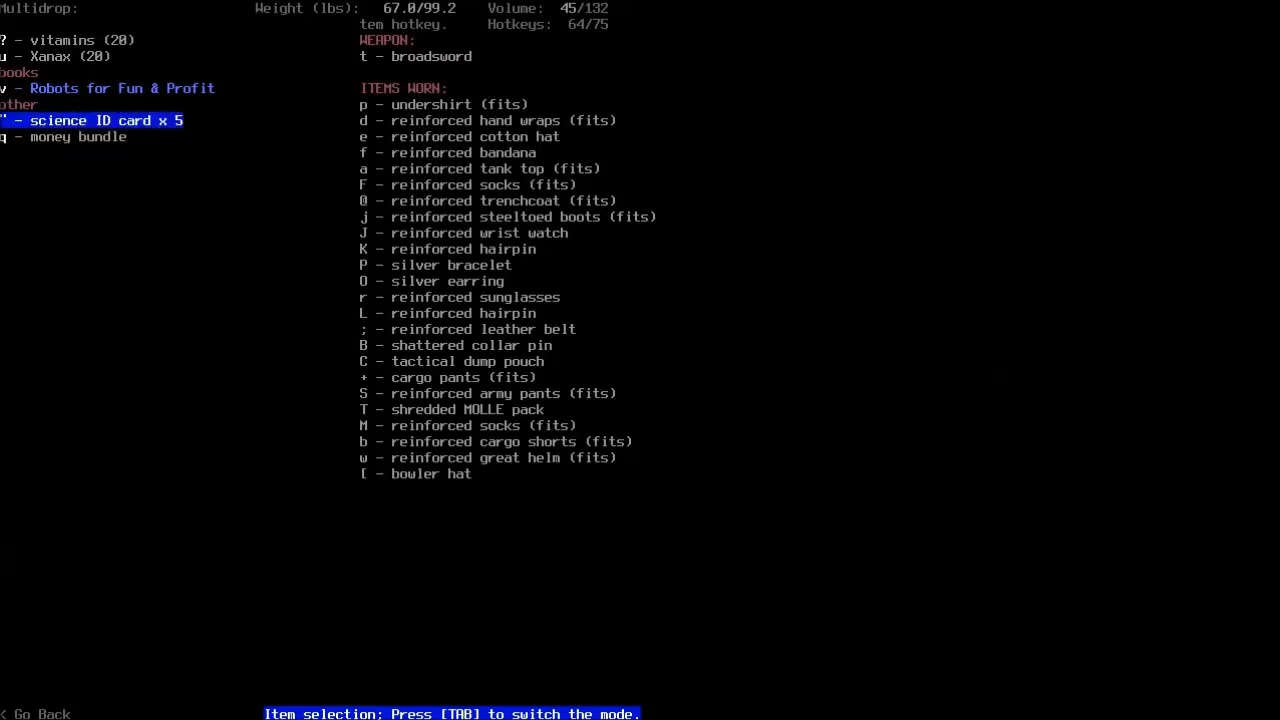 Multidrop: Weight (lbs): 67.0/99.2 Volume: 45/132
tem hotkey. Hotkeys: 64/75
? - vitamins (20)
u - Xanax (20)
books
v - Robots for Fun & Profit
other
" - science ID card x 5
q - money bundle
WEAPON:
t - broadsword
ITEMS WORN:
p - undershirt (fits)
d - reinforced hand wraps (fits)
e - reinforced cotton hat
f - reinforced bandana
a - reinforced tank top (fits)
F - reinforced socks (fits)
@ - reinforced trenchcoat (fits)
j - reinforced steeltoed boots (fits)
J - reinforced wrist watch
K - reinforced hairpin
P - silver bracelet
O - silver earring
r - reinforced sunglasses
L - reinforced hairpin
; - reinforced leather belt
B - shattered collar pin
C - tactical dump pouch
+ - cargo pants (fits)
S - reinforced army pants (fits)
T - shredded MOLLE pack
M - reinforced socks (fits)
b - reinforced cargo shorts (fits)
w - reinforced great helm (fits)
[ - bowler hat
< Go Back Item selection; Press [TAB] to switch the mode.